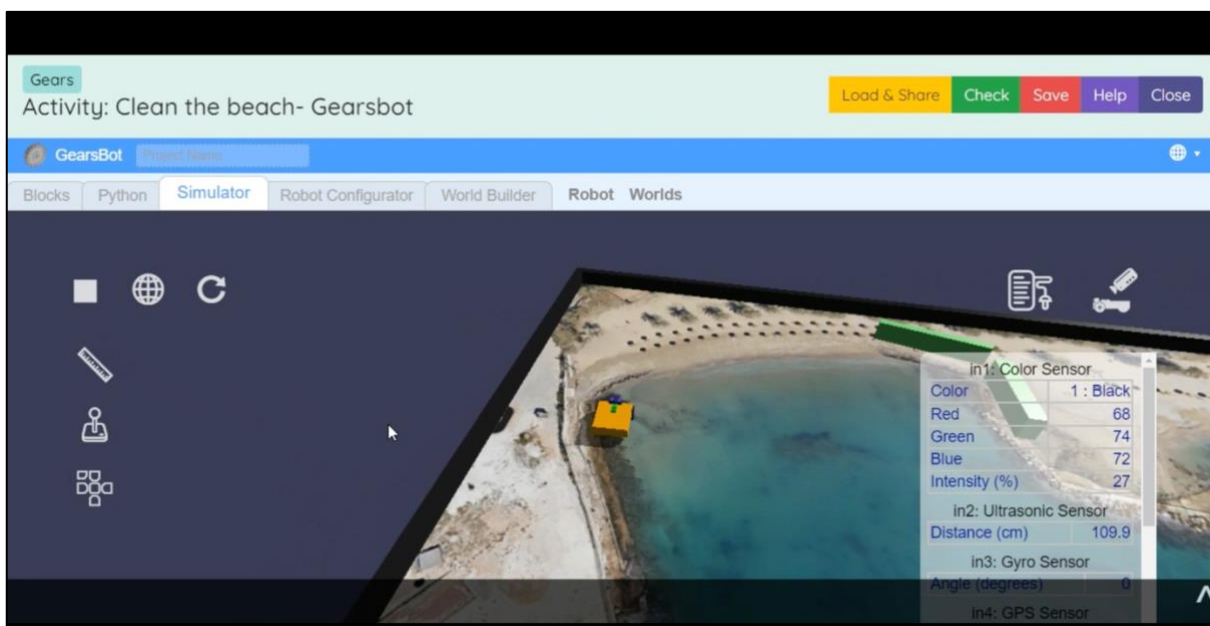 Gears
Activity: Clean the beach- Gearsbot
Load & Share Check Save Help Close
GearsBot Project Name
Blocks Python Simulator Robot Configurator World Builder Robot Worlds
in1: Color Sensor
Color 1 : Black
Red 68
Green 74
Blue 72
Intensity (%) 27
in2: Ultrasonic Sensor
Distance (cm) 109.9
in3: Gyro Sensor
Angle (degrees) 0
in4: GPS Sensor